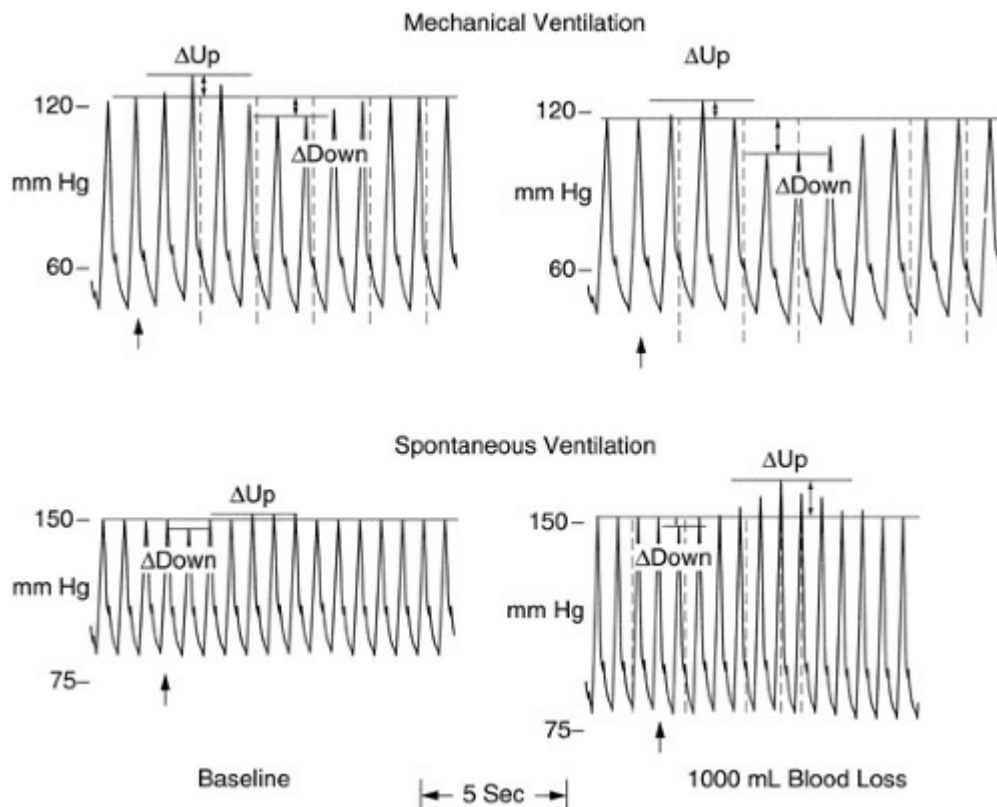 Mechanical Ventilation
ΔUp
ΔUp
120–
120–
ΔDown
ΔDown
mm Hg
mm Hg
60–
60–
Spontaneous Ventilation
ΔUp
ΔUp
150–
150–
ΔDown
ΔDown
mm Hg
mm Hg
75–
75–
Baseline
5 Sec
1000 mL Blood Loss